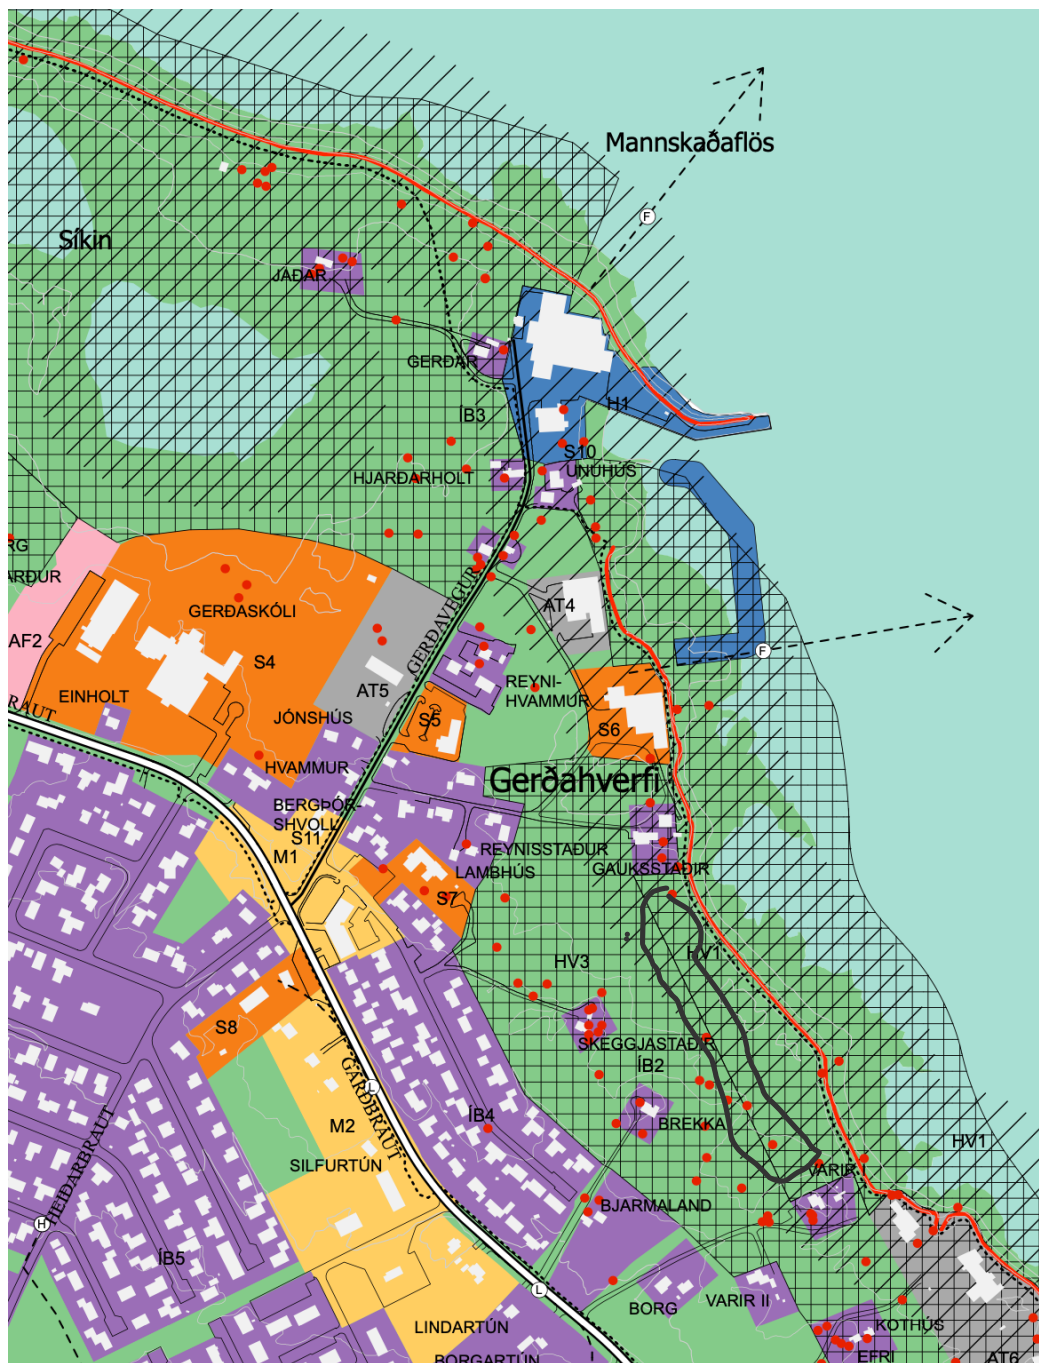 Mannskaðaflös
F
Síkin
JAÐAR
GERÐAR
H1
ÍB3
S10
UNUHÚS
HJARÐARHOLT
RG
ARÐUR
GERÐASKÓLI
GERÐAVEGUR
AT4
AF2
S4
F
EINHOLT
AT5
REYNI-
HVAMMUR
RAUT
JÓNSHÚS
S5
S6
HVAMMUR
Gerðahverfi
BERGÞÓR-
SHVOLL
S11
M1
REYNISSTAÐUR
LAMBHÚS
GAUKSSTAÐIR
S7
HV1
HV3
S8
SKEGGJASTAÐIR
ÍB2
GARÐBRAUT
L
M2
ÍB4
BREKKA
HV1
HEIÐARBRAUT
SILFURTÚN
VARIR I
BJARMALAND
H
ÍB5
L
BORG
VARIR II
LINDARTÚN
KOTHÚS
BORGARTÚN
EFRI
AT6